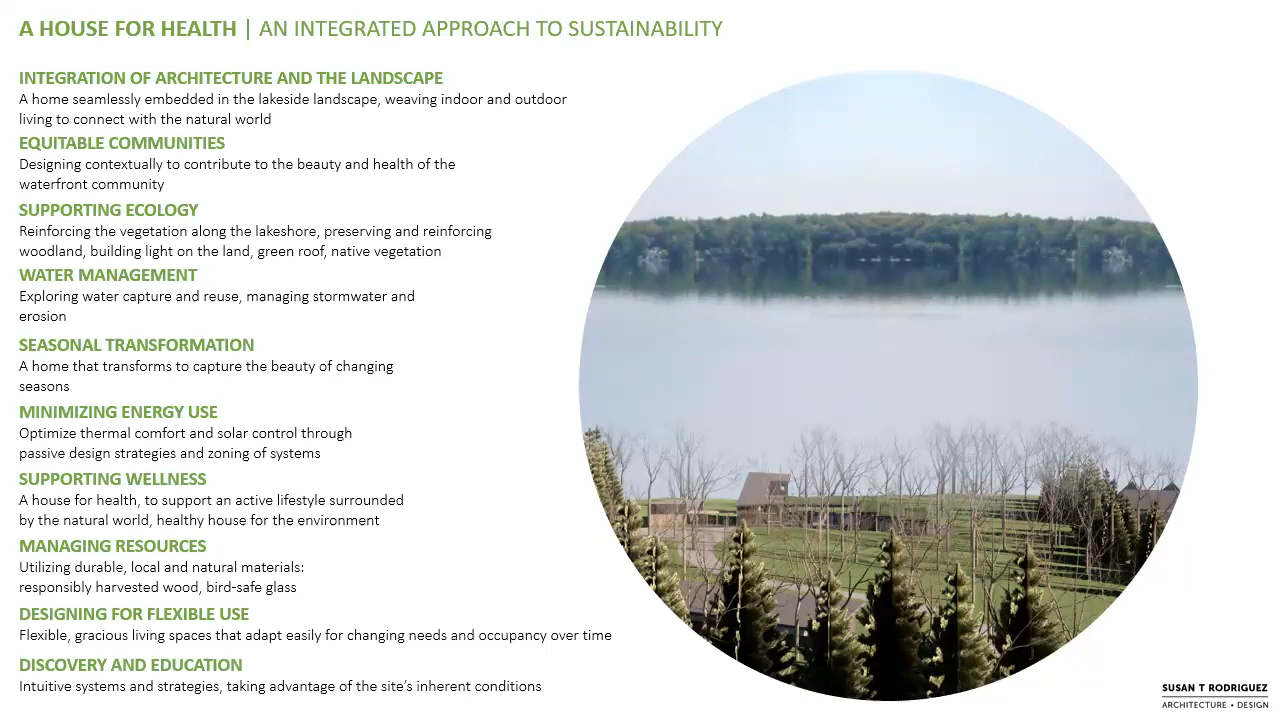 A HOUSE FOR HEALTH | AN INTEGRATED APPROACH TO SUSTAINABILITY
INTEGRATION OF ARCHITECTURE AND THE LANDSCAPE
A home seamlessly embedded in the lakeside landscape, weaving indoor and outdoor
living to connect with the natural world
EQUITABLE COMMUNITIES
Designing contextually to contribute to the beauty and health of the
waterfront community
SUPPORTING ECOLOGY
Reinforcing the vegetation along the lakeshore, preserving and reinforcing
woodland, building light on the land, green roof, native vegetation
WATER MANAGEMENT
Exploring water capture and reuse, managing stormwater and
erosion
SEASONAL TRANSFORMATION
A home that transforms to capture the beauty of changing
seasons
MINIMIZING ENERGY USE
Optimize thermal comfort and solar control through
passive design strategies and zoning of systems
SUPPORTING WELLNESS
A house for health, to support an active lifestyle surrounded
by the natural world, healthy house for the environment
MANAGING RESOURCES
Utilizing durable, local and natural materials:
responsibly harvested wood, bird-safe glass
DESIGNING FOR FLEXIBLE USE
Flexible, gracious living spaces that adapt easily for changing needs and occupancy over time
DISCOVERY AND EDUCATION
Intuitive systems and strategies, taking advantage of the site's inherent conditions
SUSAN T RODRIGUEZ
ARCHITECTURE • DESIGN